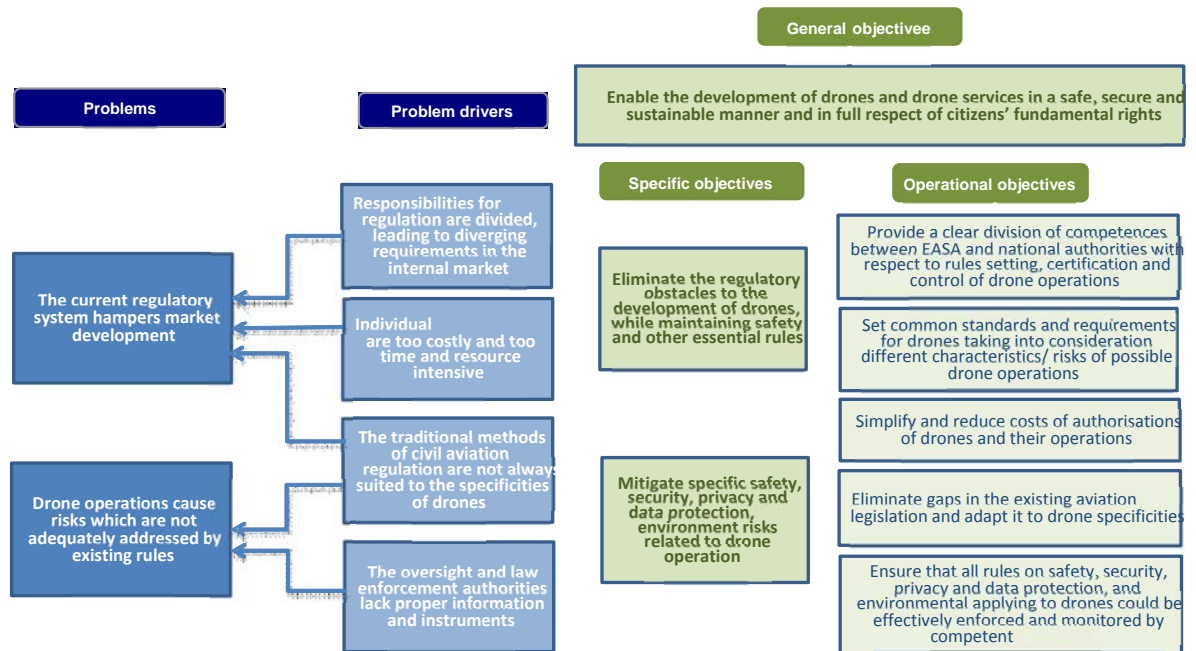 General objectivee
Problems
Problem drivers
Enable the development of drones and drone services in a safe, secure and
sustainable manner and in full respect of citizens' fundamental rights
Specific objectives
Operational objectives
The current regulatory
system hampers market
development
Drone operations cause
risks which are not
adequately addressed by
existing rules
Responsibilities for
regulation are divided,
leading to diverging
requirements in the
internal market
Individual
are too costly and too
time and resource
intensive
The traditional methods
of civil aviation
regulation are not always
suited to the specificities
of drones
The oversight and law
enforcement authorities
lack proper information
and instruments
Eliminate the regulatory
obstacles to the
development of drones,
while maintaining safety
and other essential rules
Mitigate specific safety,
security, privacy and
data protection,
environment risks
related to drone
operation
Provide a clear division of competences
between EASA and national authorities with
respect to rules setting, certification and
control of drone operations
Set common standards and requirements
for drones taking into consideration
different characteristics/ risks of possible
drone operations
Simplify and reduce costs of authorisations
of drones and their operations
Eliminate gaps in the existing aviation
legislation and adapt it to drone specificities
Ensure that all rules on safety, security,
privacy and data protection, and
environmental applying to drones could be
effectively enforced and monitored by
competent